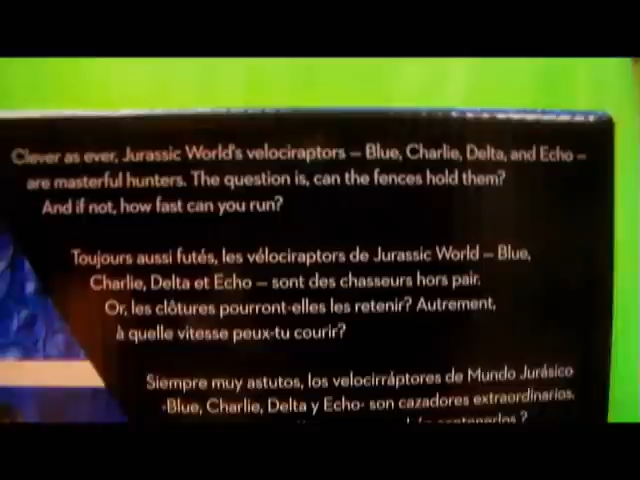 Clever as ever, Jurassic World's velociraptors – Blue, Charlie, Delta, and Echo –
are masterful hunters. The question is, can the fences hold them?
And if not, how fast can you run?
Toujours aussi futés, les vélociraptors de Jurassic World – Blue,
Charlie, Delta et Echo – sont des chasseurs hors pair.
Or, les clôtures pourront-elles les retenir? Autrement,
à quelle vitesse peux-tu courir?
Siempre muy astutos, los velocirráptores de Mundo Jurásico
-Blue, Charlie, Delta y Echo- son cazadores extraordinarios.